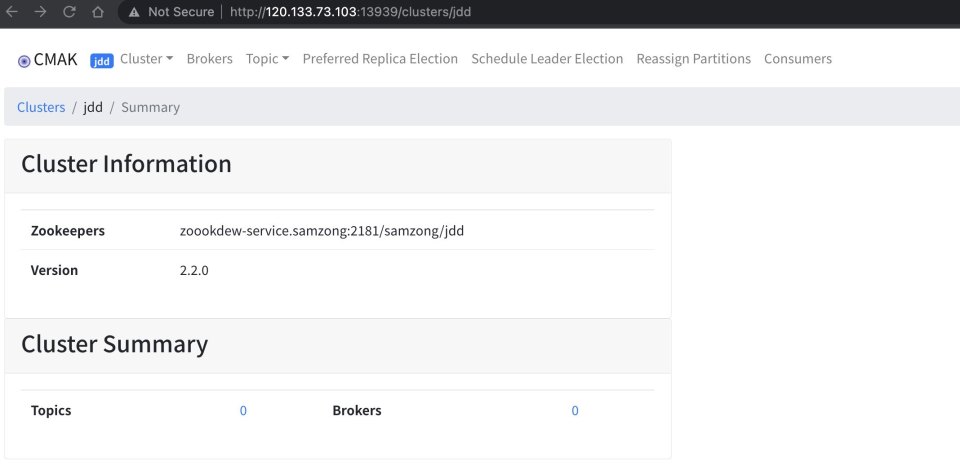 Not Secure | http://120.133.73.103:13939/clusters/jdd
CMAK jdd Cluster Brokers Topic Preferred Replica Election Schedule Leader Election Reassign Partitions Consumers
Clusters / jdd / Summary
Cluster Information
Zookeepers zoookdew-service.samzong:2181/samzong/jdd
Version 2.2.0
Cluster Summary
Topics 0 Brokers 0